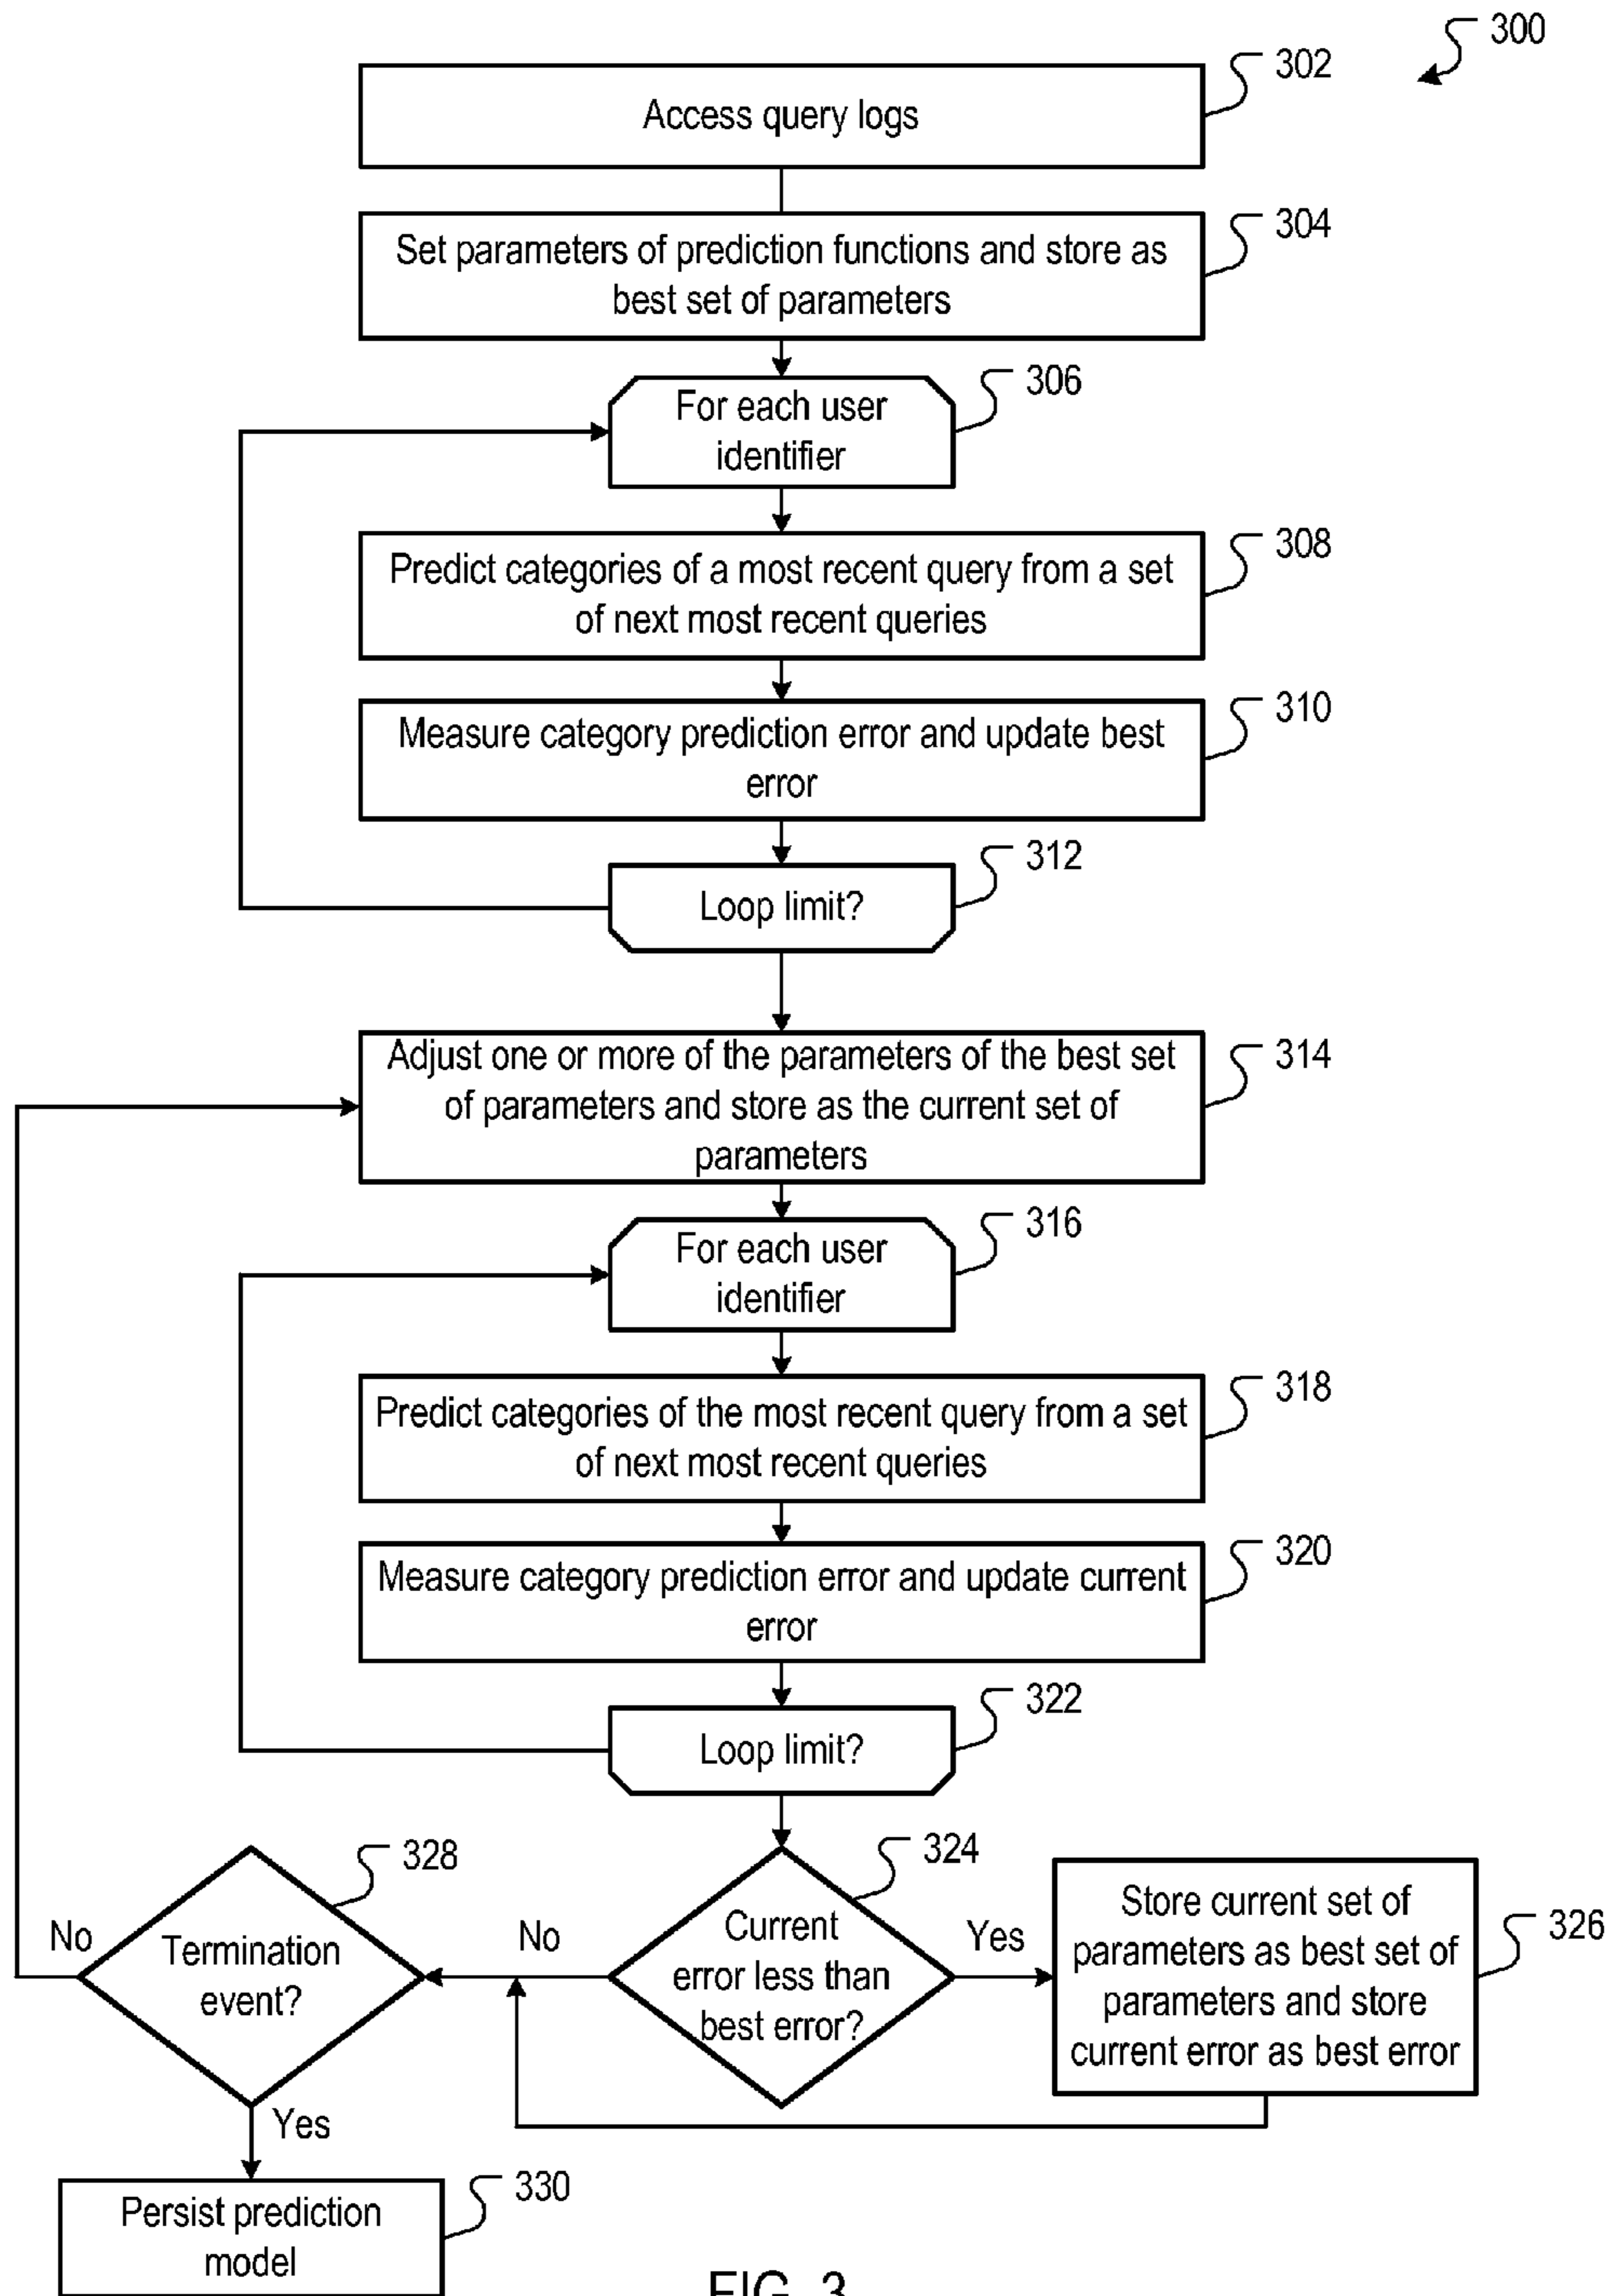 300
302
Access query logs
304
Set parameters of prediction functions and store as
best set of parameters
306
For each user
identifier
308
Predict categories of a most recent query from a set
of next most recent queries
310
Measure category prediction error and update best
error
312
Loop limit?
314
Adjust one or more of the parameters of the best set
of parameters and store as the current set of
parameters
316
For each user
identifier
318
Predict categories of the most recent query from a set
of next most recent queries
320
Measure category prediction error and update current
error
322
Loop limit?
324
Current
error less than
best error?
Yes
No
326
Store current set of
parameters as best set of
parameters and store
current error as best error
328
Termination
event?
No
Yes
330
Persist prediction
model
FIG. 3